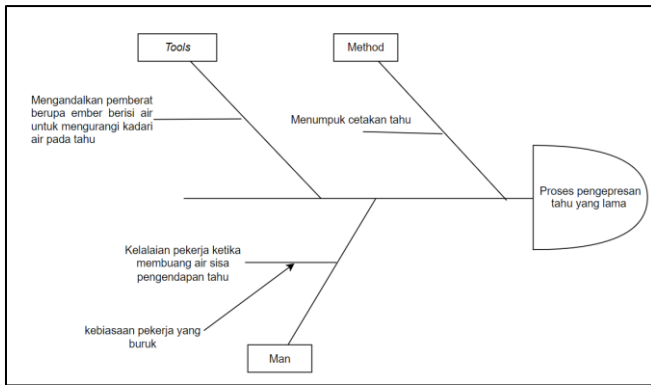 Tools
Method
Mengandalkan pemberat
berupa ember berisi air
untuk mengurangi kadari
air pada tahu
Menumpuk cetakan tahu
Proses pengepresan
tahu yang lama
Kelalaian pekerja ketika
membuang air sisa
pengendapan tahu
kebiasaan pekerja yang
buruk
Man